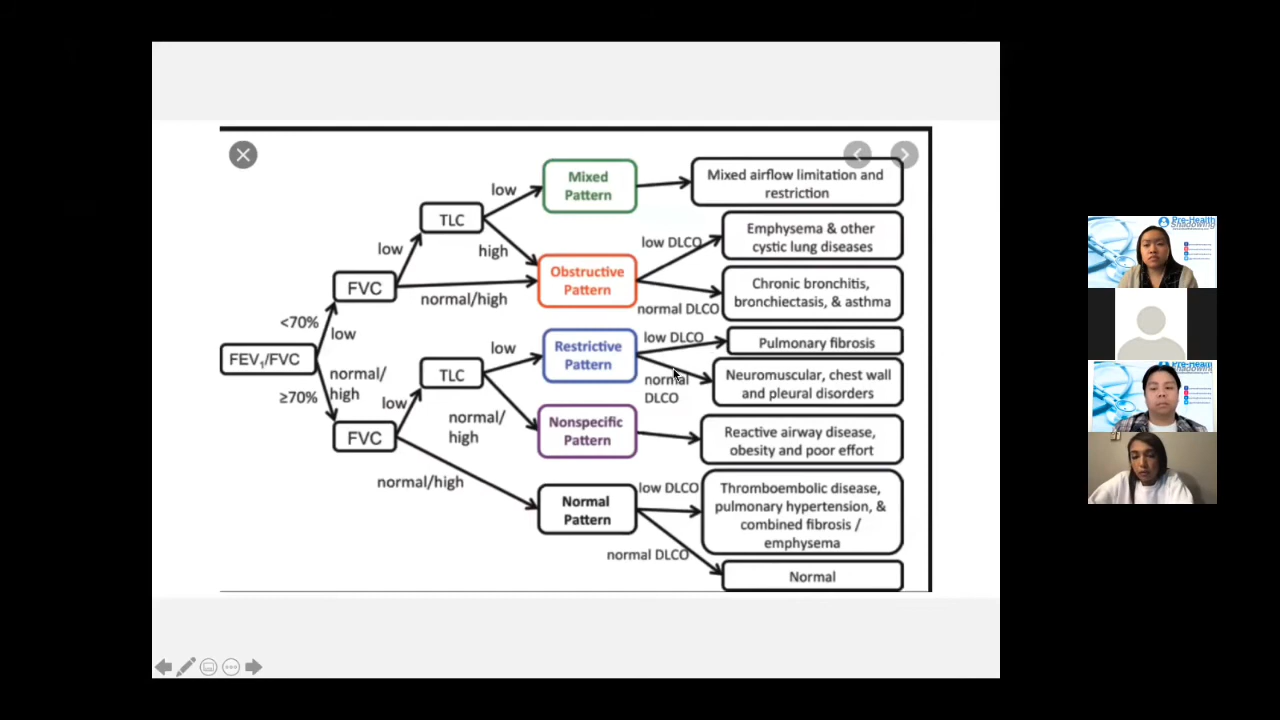 low
Mixed
Pattern
Mixed airflow limitation and
restriction
TLC
low
high
low DLCO
Emphysema & other
cystic lung diseases
Obstructive
Pattern
FVC
normal/high
normal DLCO
Chronic bronchitis,
bronchiectasis, & asthma
<70%
low
FEV1/FVC
normal/
high
≥70%
low
TLC
low
Restrictive
Pattern
low DLCO
Pulmonary fibrosis
normal
DLCO
Neuromuscular, chest wall
and pleural disorders
normal/
high
Nonspecific
Pattern
Reactive airway disease,
obesity and poor effort
FVC
normal/high
Normal
Pattern
low DLCO
Thromboembolic disease,
pulmonary hypertension, &
combined fibrosis /
emphysema
normal DLCO
Normal
Pre-Health
Shadowing
Pre-Health
Shadowing